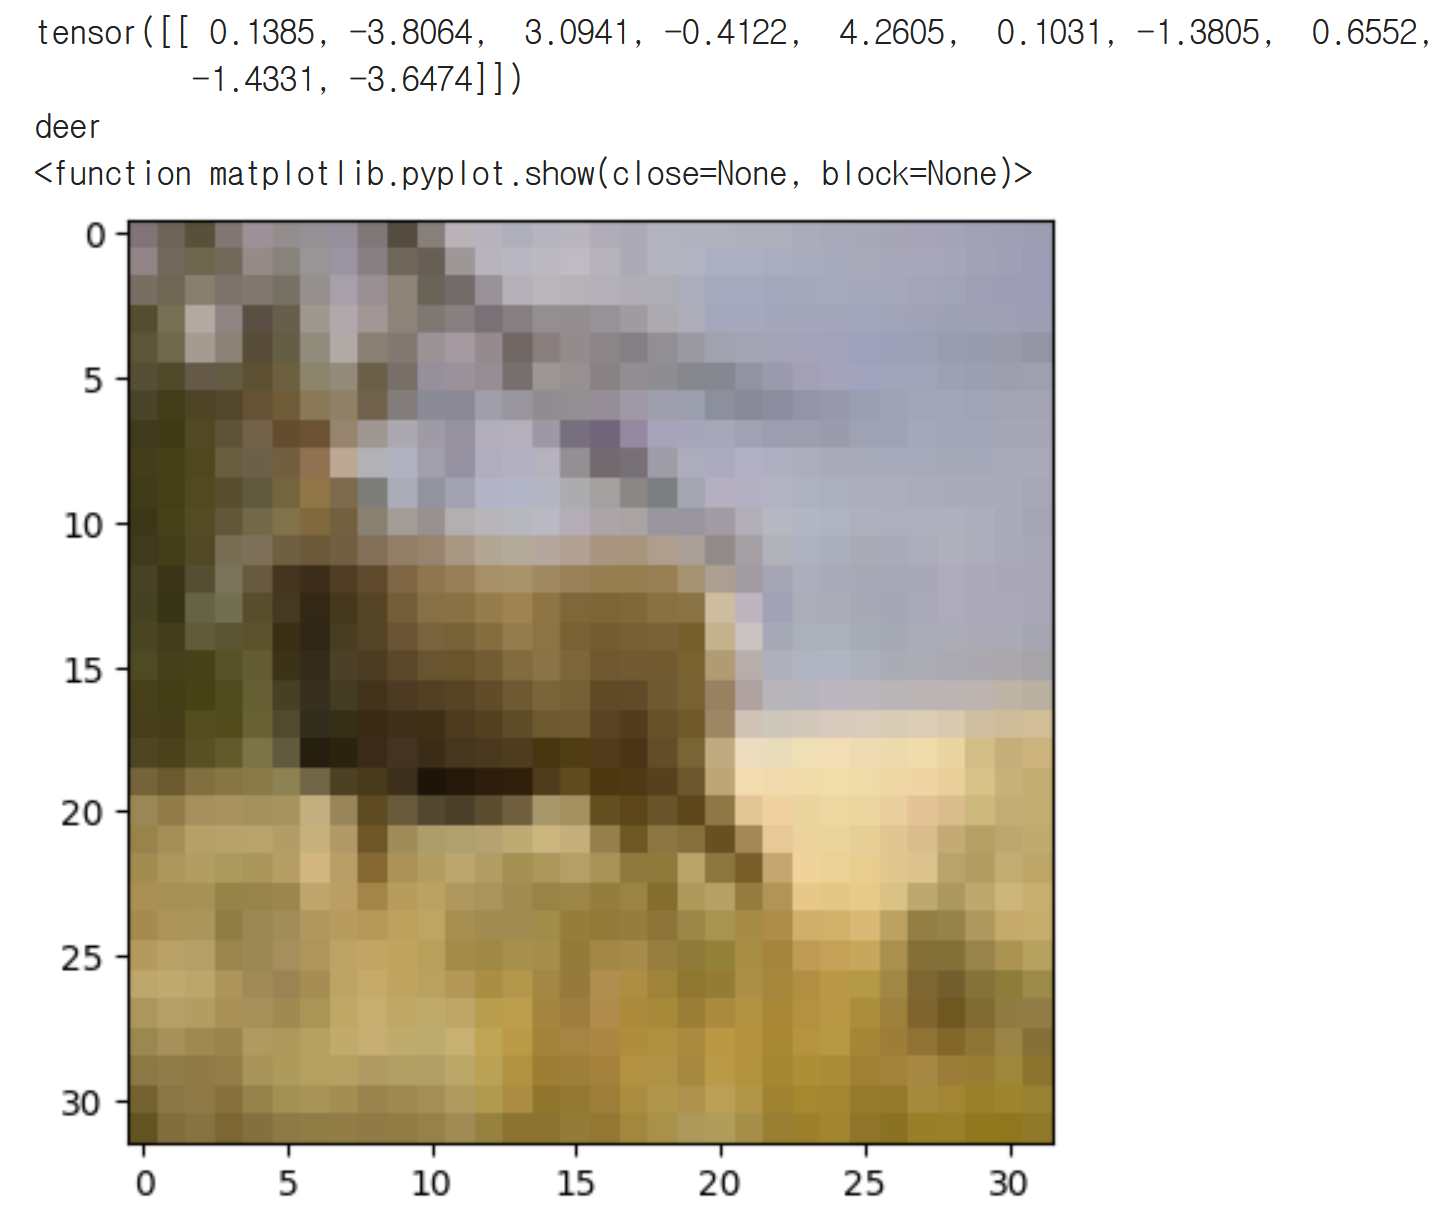 tensor([[ 0.1385, -3.8064,  3.0941, -0.4122,  4.2605,  0.1031, -1.3805,  0.6552,
         -1.4331, -3.6474]])
deer
<function matplotlib.pyplot.show(close=None, block=None)>
0
5
10
15
20
25
30
0 5 10 15 20 25 30